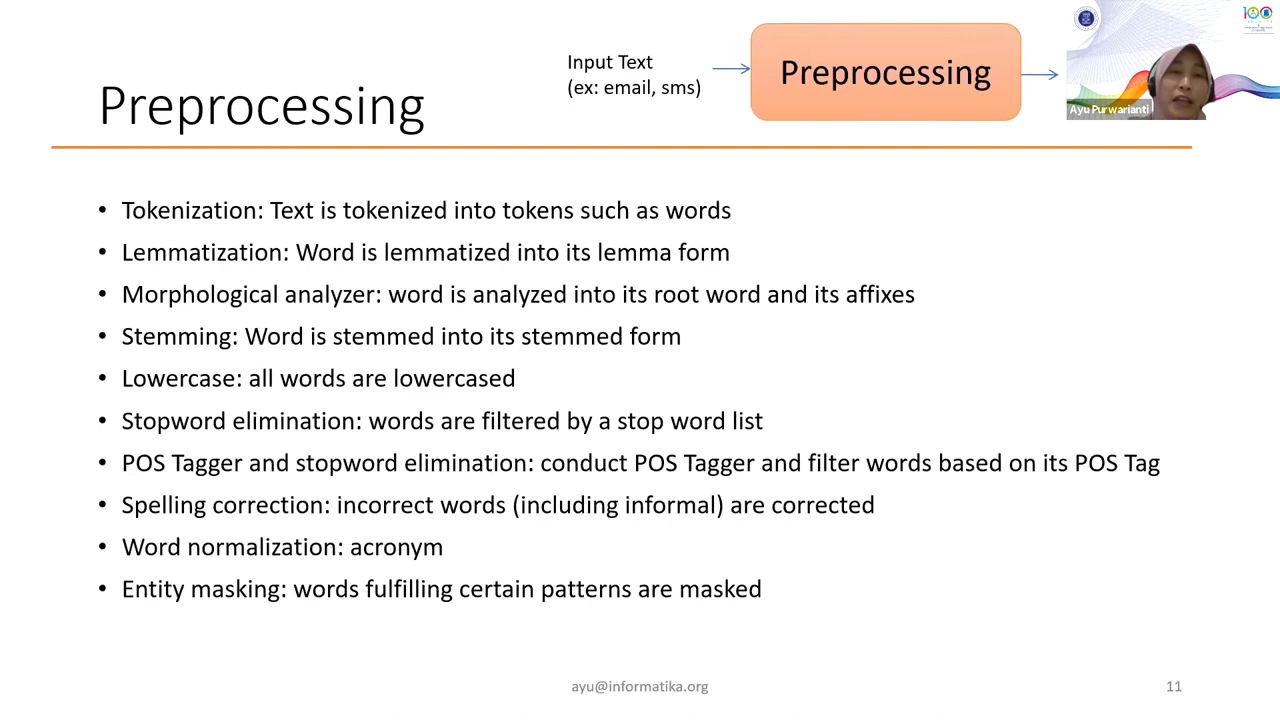 Input Text
(ex: email, sms)
Preprocessing
Preprocessing
100
Ayu Purwarianti
• Tokenization: Text is tokenized into tokens such as words
• Lemmatization: Word is lemmatized into its lemma form
• Morphological analyzer: word is analyzed into its root word and its affixes
• Stemming: Word is stemmed into its stemmed form
• Lowercase: all words are lowercased
• Stopword elimination: words are filtered by a stop word list
• POS Tagger and stopword elimination: conduct POS Tagger and filter words based on its POS Tag
• Spelling correction: incorrect words (including informal) are corrected
• Word normalization: acronym
• Entity masking: words fulfilling certain patterns are masked
ayu@informatika.org
11